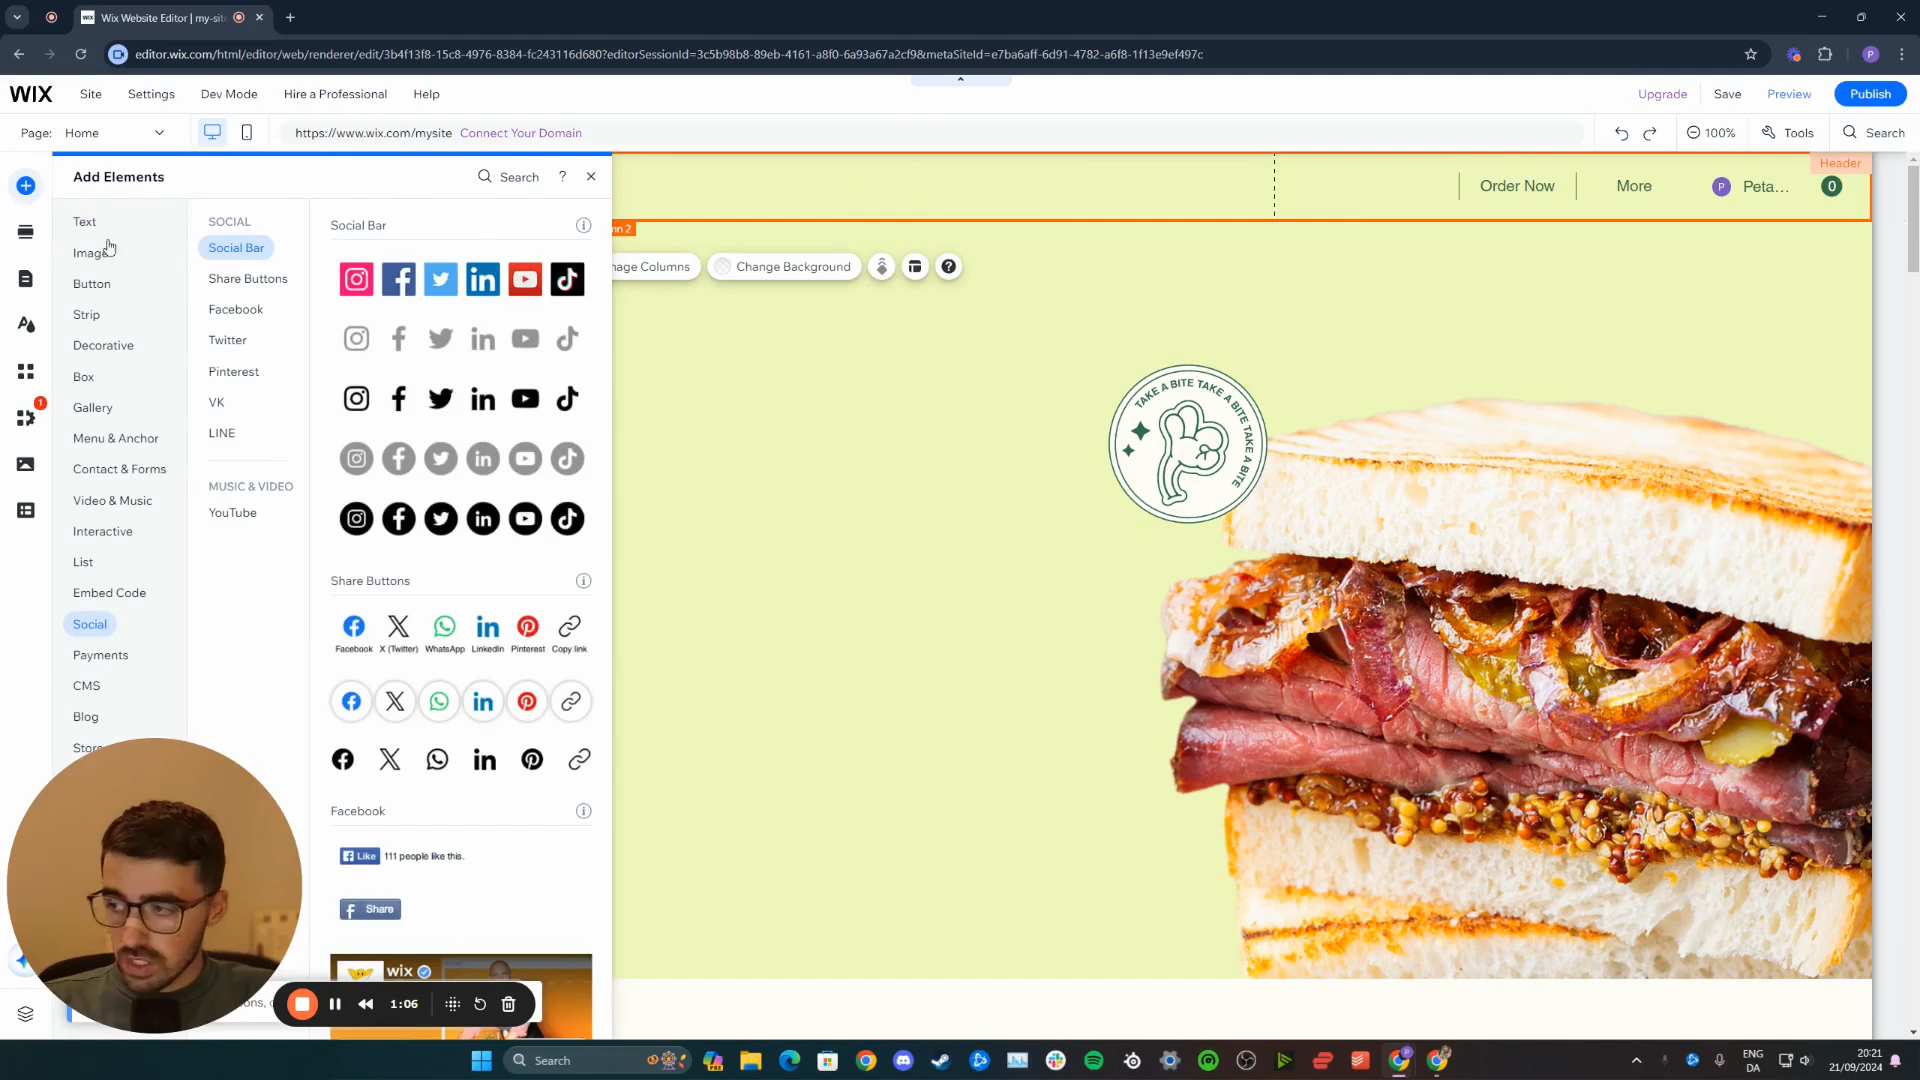 Wix Website Editor | my-sit
editor.wix.com/html/editor/web/renderer/edit/3b4f13f8-15c8-4976-8384-fc243116d680?editorSessionId=3c5b98b8-89eb-4161-a8f0-6a93a67a2cf9&metaSiteId=e7ba6aff-6d91-4782-a6f8-1f13e9ef497c
P
WIX Site Settings Dev Mode Hire a Professional Help Upgrade Save Preview Publish
Page: Home https://www.wix.com/mysite Connect Your Domain 100% Tools Search
Add Elements Search ? ×
Header
Order Now More P Peta... 0
mn 2
mage Columns Change Background ?
Text
Image
Button
Strip
Decorative
Box
Gallery
Menu & Anchor
Contact & Forms
Video & Music
Interactive
List
Embed Code
Social
Payments
CMS
Blog
Store
1
SOCIAL
Social Bar
Share Buttons
Facebook
Twitter
Pinterest
VK
LINE
MUSIC & VIDEO
YouTube
Social Bar
Share Buttons
Facebook X (Twitter) WhatsApp LinkedIn Pinterest Copy link
Facebook
Like 111 people like this.
Share
wix
TAKE A BITE TAKE A BITE TAKE A BITE
ons, c
1:06
Search
ENG
DA
20:21
21/09/2024